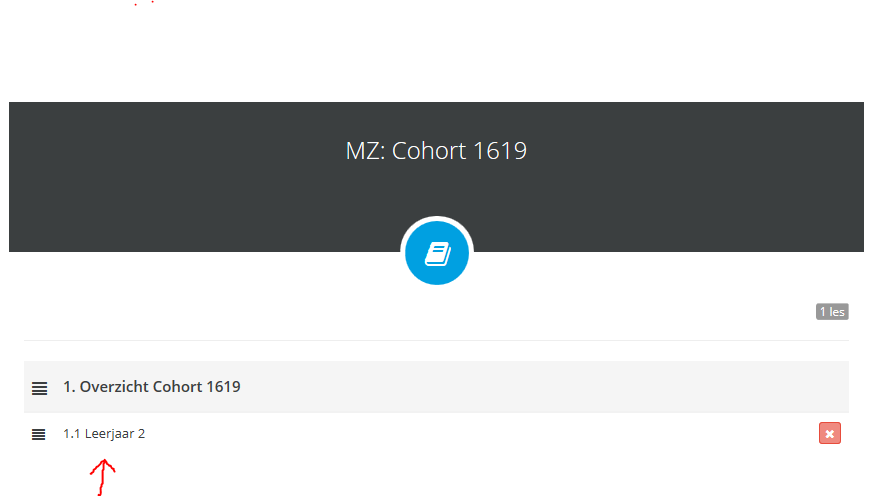 MZ: Cohort 1619
1 les
1. Overzicht Cohort 1619
1.1 Leerjaar 2